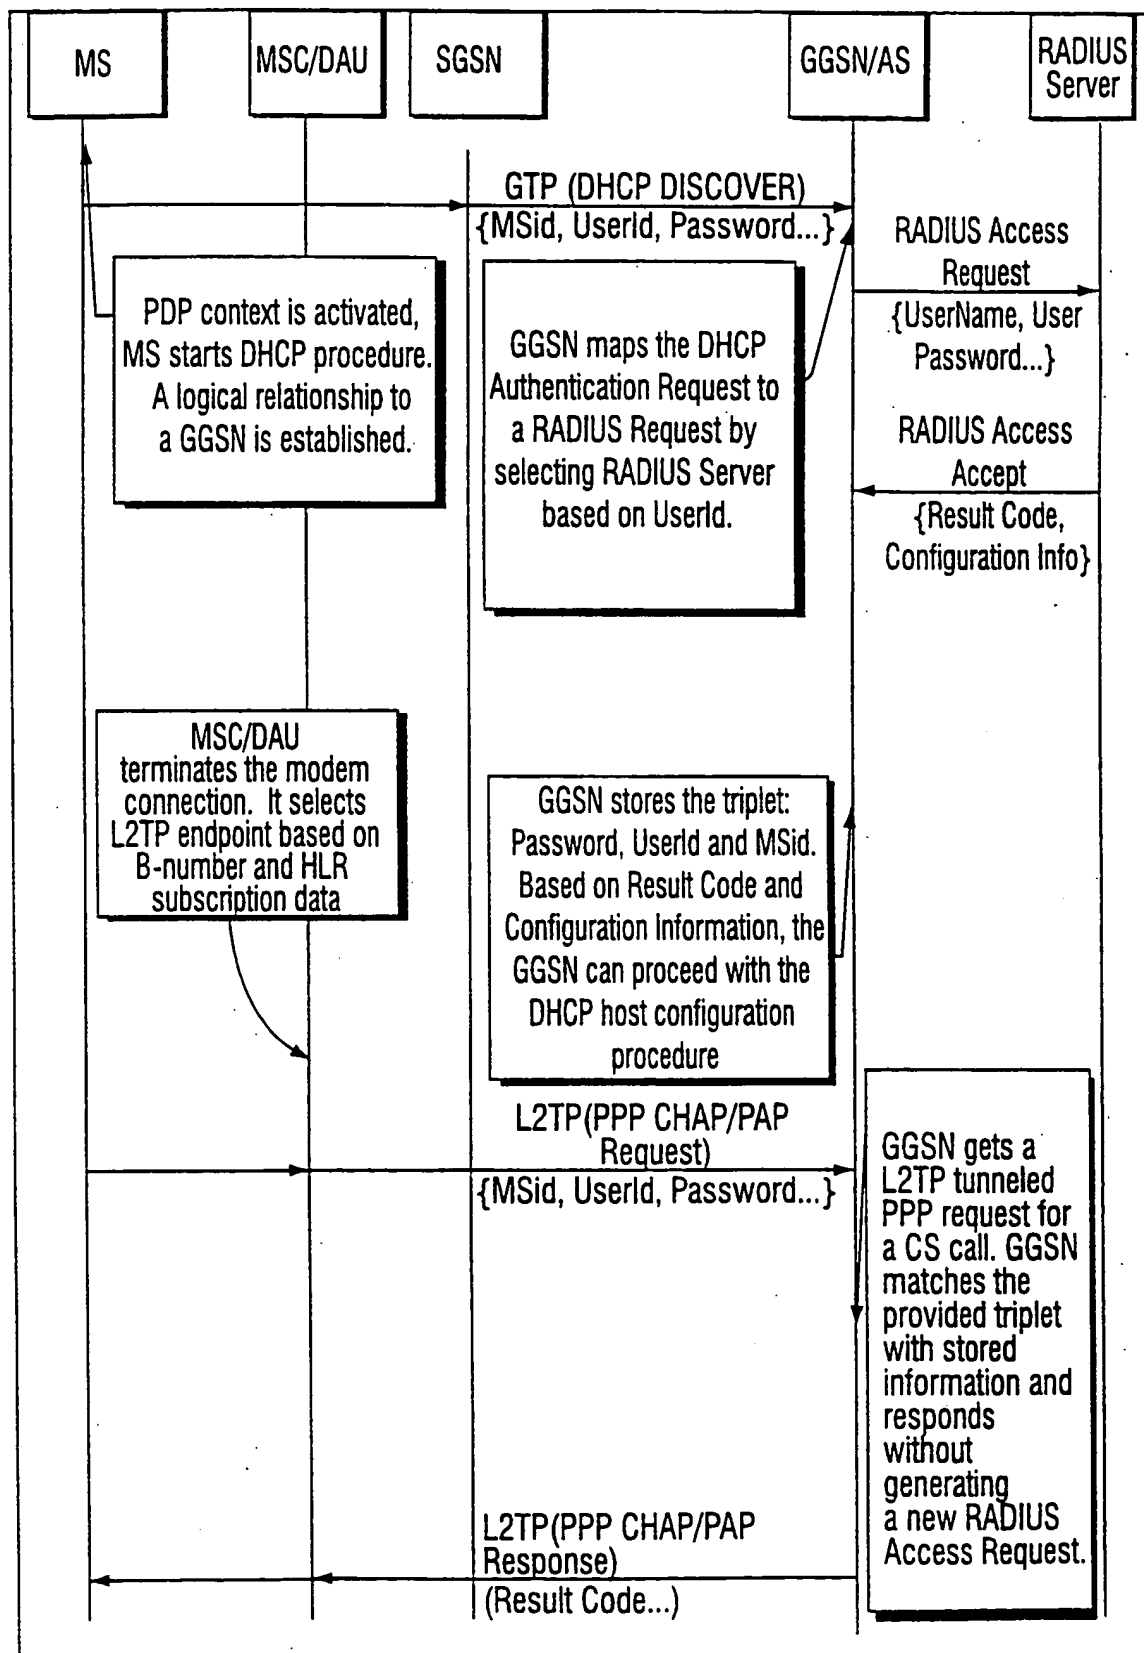 MS
MSC/DAU
SGSN
GGSN/AS
RADIUS
Server
GTP (DHCP DISCOVER)
{MSid, UserId, Password...}
RADIUS Access
Request
{UserName, User
Password...}
PDP context is activated,
MS starts DHCP procedure.
A logical relationship to
a GGSN is established.
GGSN maps the DHCP
Authentication Request to
a RADIUS Request by
selecting RADIUS Server
based on UserId.
RADIUS Access
Accept
{Result Code,
Configuration Info}
MSC/DAU
terminates the modem
connection. It selects
L2TP endpoint based on
B-number and HLR
subscription data
GGSN stores the triplet:
Password, UserId and MSid.
Based on Result Code and
Configuration Information, the
GGSN can proceed with the
DHCP host configuration
procedure
L2TP(PPP CHAP/PAP
Request)
{MSid, UserId, Password...}
GGSN gets a
L2TP tunneled
PPP request for
a CS call. GGSN
matches the
provided triplet
with stored
information and
responds
without
generating
a new RADIUS
Access Request.
L2TP(PPP CHAP/PAP
Response)
(Result Code...)